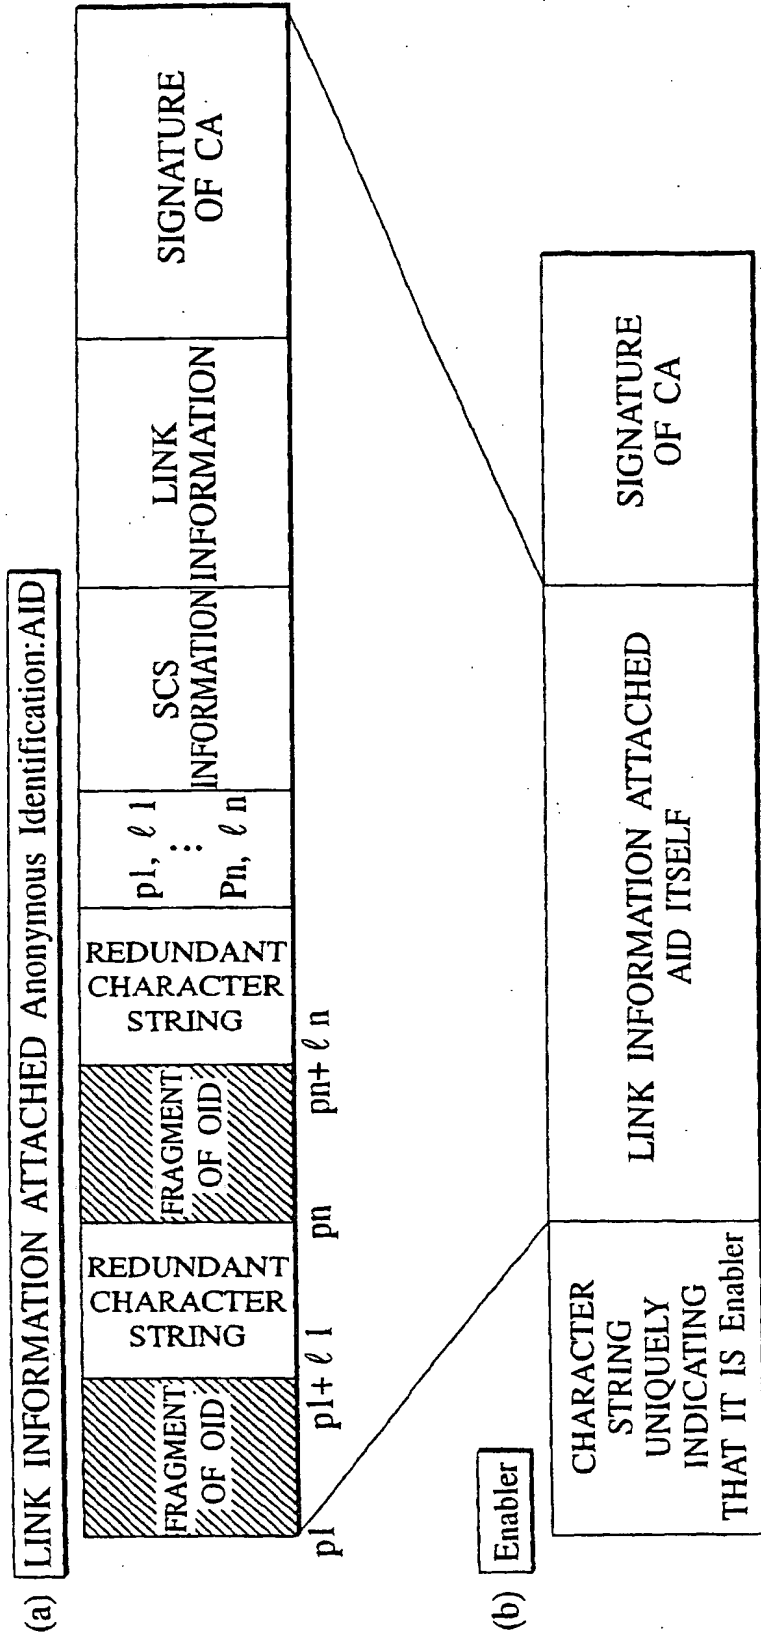 (a) LINK INFORMATION ATTACHED Anonymous Identification:AID
FRAGMENT
OF OID
REDUNDANT
CHARACTER
STRING
FRAGMENT
OF OID
REDUNDANT
CHARACTER
STRING
p1, ℓ 1
⋮
Pn, ℓ n
SCS
INFORMATION
LINK
INFORMATION
SIGNATURE
OF CA
p1
p1+ ℓ 1
pn
pn+ ℓ n
(b) Enabler
CHARACTER
STRING
UNIQUELY
INDICATING
THAT IT IS Enabler
LINK INFORMATION ATTACHED
AID ITSELF
SIGNATURE
OF CA